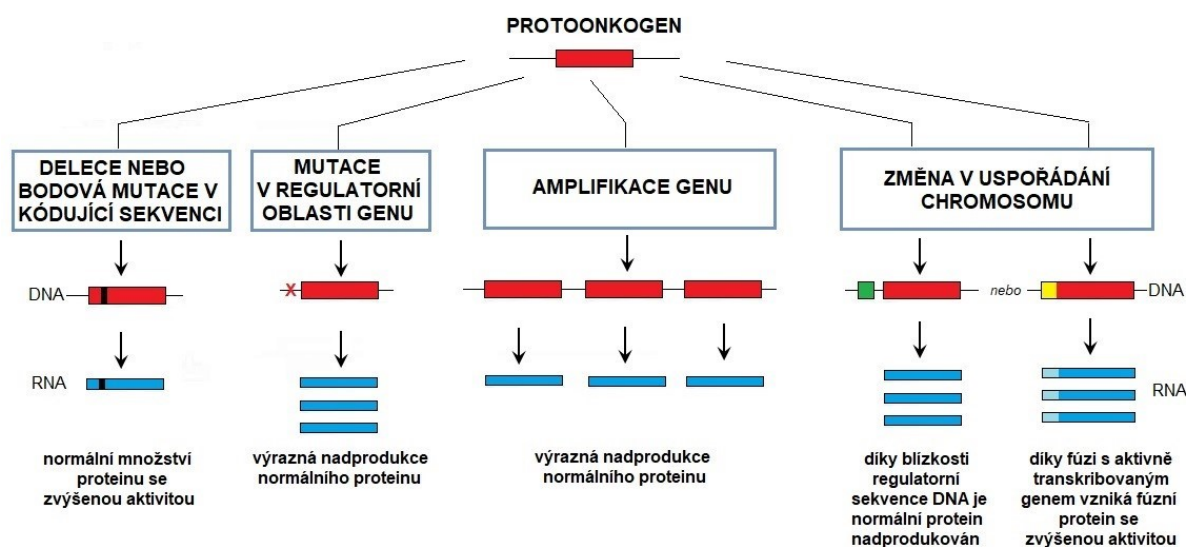 PROTOONKOGEN
DELECE NEBO
BODOVÁ MUTACE V
KÓDUJÍCÍ SEKVENCI
MUTACE
V REGULATORNÍ
OBLASTI GENU
AMPLIFIKACE GENU
ZMĚNA V USPOŘÁDÁNÍ
CHROMOSOMU
DNA
X
nebo
DNA
RNA
RNA
normální množství
proteinu se
zvýšenou aktivitou
výrazná nadprodukce
normálního proteinu
výrazná nadprodukce
normálního proteinu
díky blízkosti
regulatorní
sekvence DNA je
normální protein
nadprodukován
díky fúzi s aktivně
transkribovaným
genem vzniká fúzní
protein se
zvýšenou aktivitou